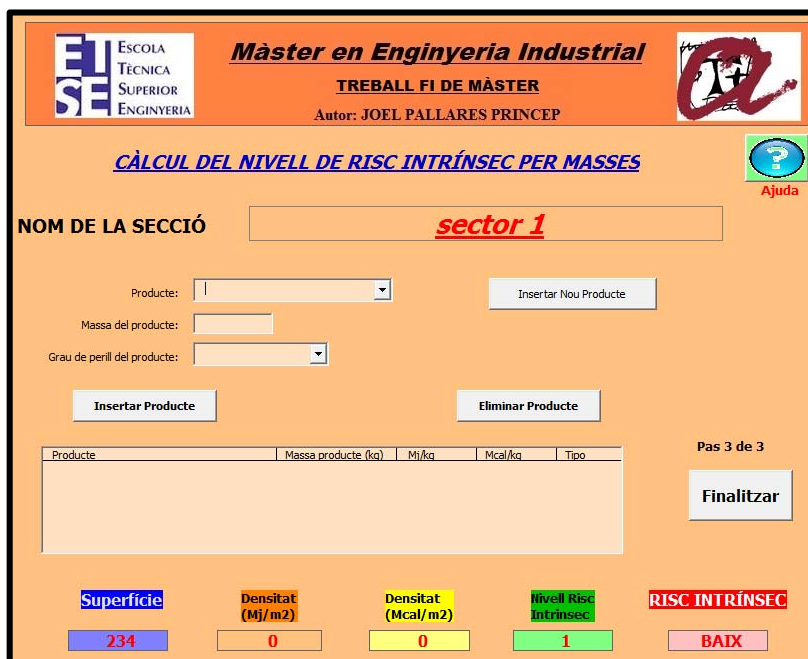 ESCOLA
TÈCNICA
SUPERIOR
ENGINYERIA
ETSE
Màster en Enginyeria Industrial
TREBALL FI DE MÀSTER
Autor: JOEL PALLARES PRINCEP
CÀLCUL DEL NIVELL DE RISC INTRÍNSEC PER MASSES
?
Ajuda
NOM DE LA SECCIÓ
sector 1
Producte:
Insertar Nou Producte
Massa del producte:
Grau de perill del producte:
Insertar Producte
Eliminar Producte
Producte Massa producte (kg) Mj/kg Mcal/kg Tipo
Pas 3 de 3
Finalitzar
Superfície
Densitat
(Mj/m2)
Densitat
(Mcal/m2)
Nivell Risc
Intrinsec
RISC INTRÍNSEC
234 0 0 1 BAIX